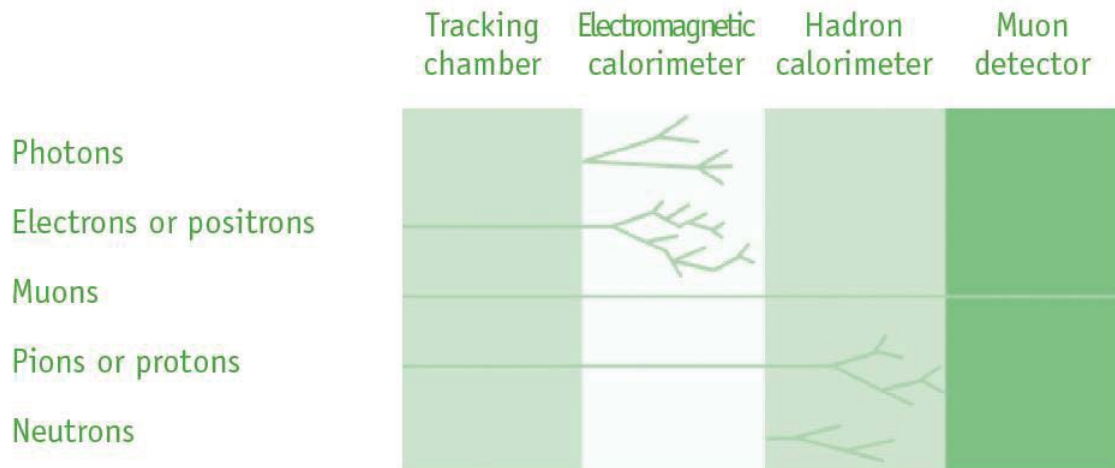 Tracking chamber
Electromagnetic calorimeter
Hadron calorimeter
Muon detector
Photons
Electrons or positrons
Muons
Pions or protons
Neutrons